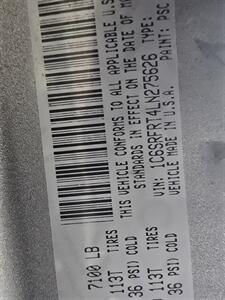 7100 LB
113T TIRES
36 PSI) COLD
THIS VEHICLE CONFORMS TO ALL APPLICABLE U.S
STANDARDS IN EFFECT ON THE DATE OF M
VIN: 1C6SRFRT4LN275626 TYPE:
VEHICLE MADE IN U.S.A. PAINT: PSC
113T TIRES
36 PSI) COLD